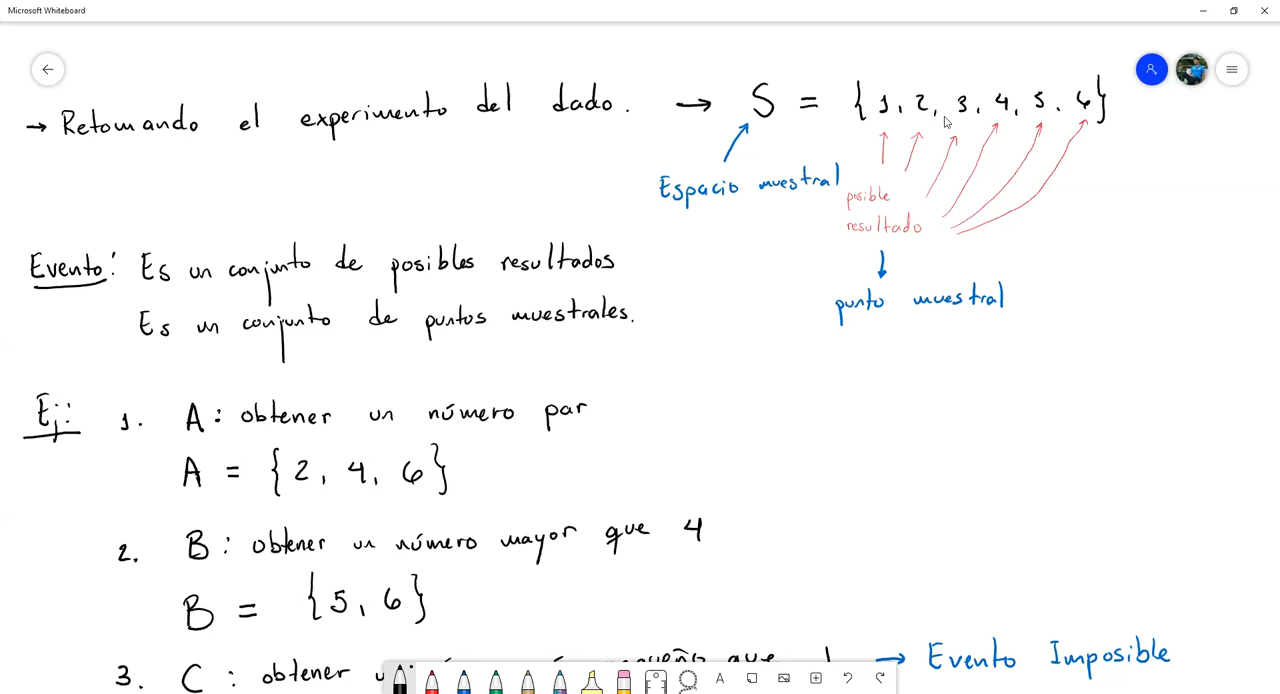 Microsoft Whiteboard
→ Retomando el experimento del dado. → S = {1, 2, 3, 4, 5, 6}
Espacio muestral
posible
resultado
punto muestral
Evento: Es un conjunto de posibles resultados
Es un conjunto de puntos muestrales.
Ej: 1. A: obtener un número par
A = {2, 4, 6}
2. B: obtener un número mayor que 4
B = {5, 6}
3. C: obtener que 1 → Evento Imposible